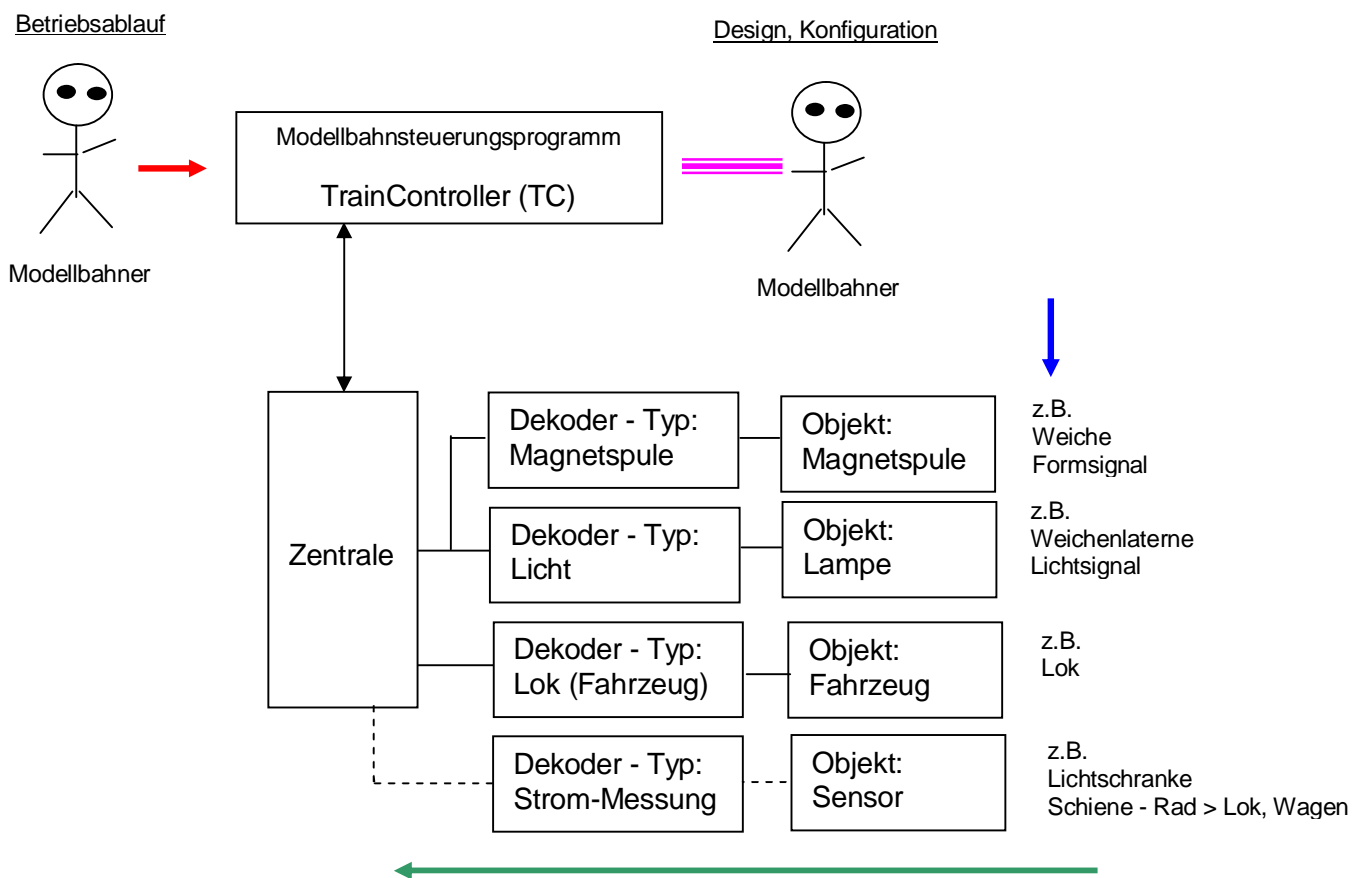 Betriebsablauf
Design, Konfiguration
Modellbahnsteuerungsprogramm
TrainController (TC)
Modellbahner
Modellbahner
Zentrale
Dekoder - Typ:
Magnetspule
Objekt:
Magnetspule
z.B.
Weiche
Formsignal
Dekoder - Typ:
Licht
Objekt:
Lampe
z.B.
Weichenlaterne
Lichtsignal
Dekoder - Typ:
Lok (Fahrzeug)
Objekt:
Fahrzeug
z.B.
Lok
Dekoder - Typ:
Strom-Messung
Objekt:
Sensor
z.B.
Lichtschranke
Schiene - Rad > Lok, Wagen